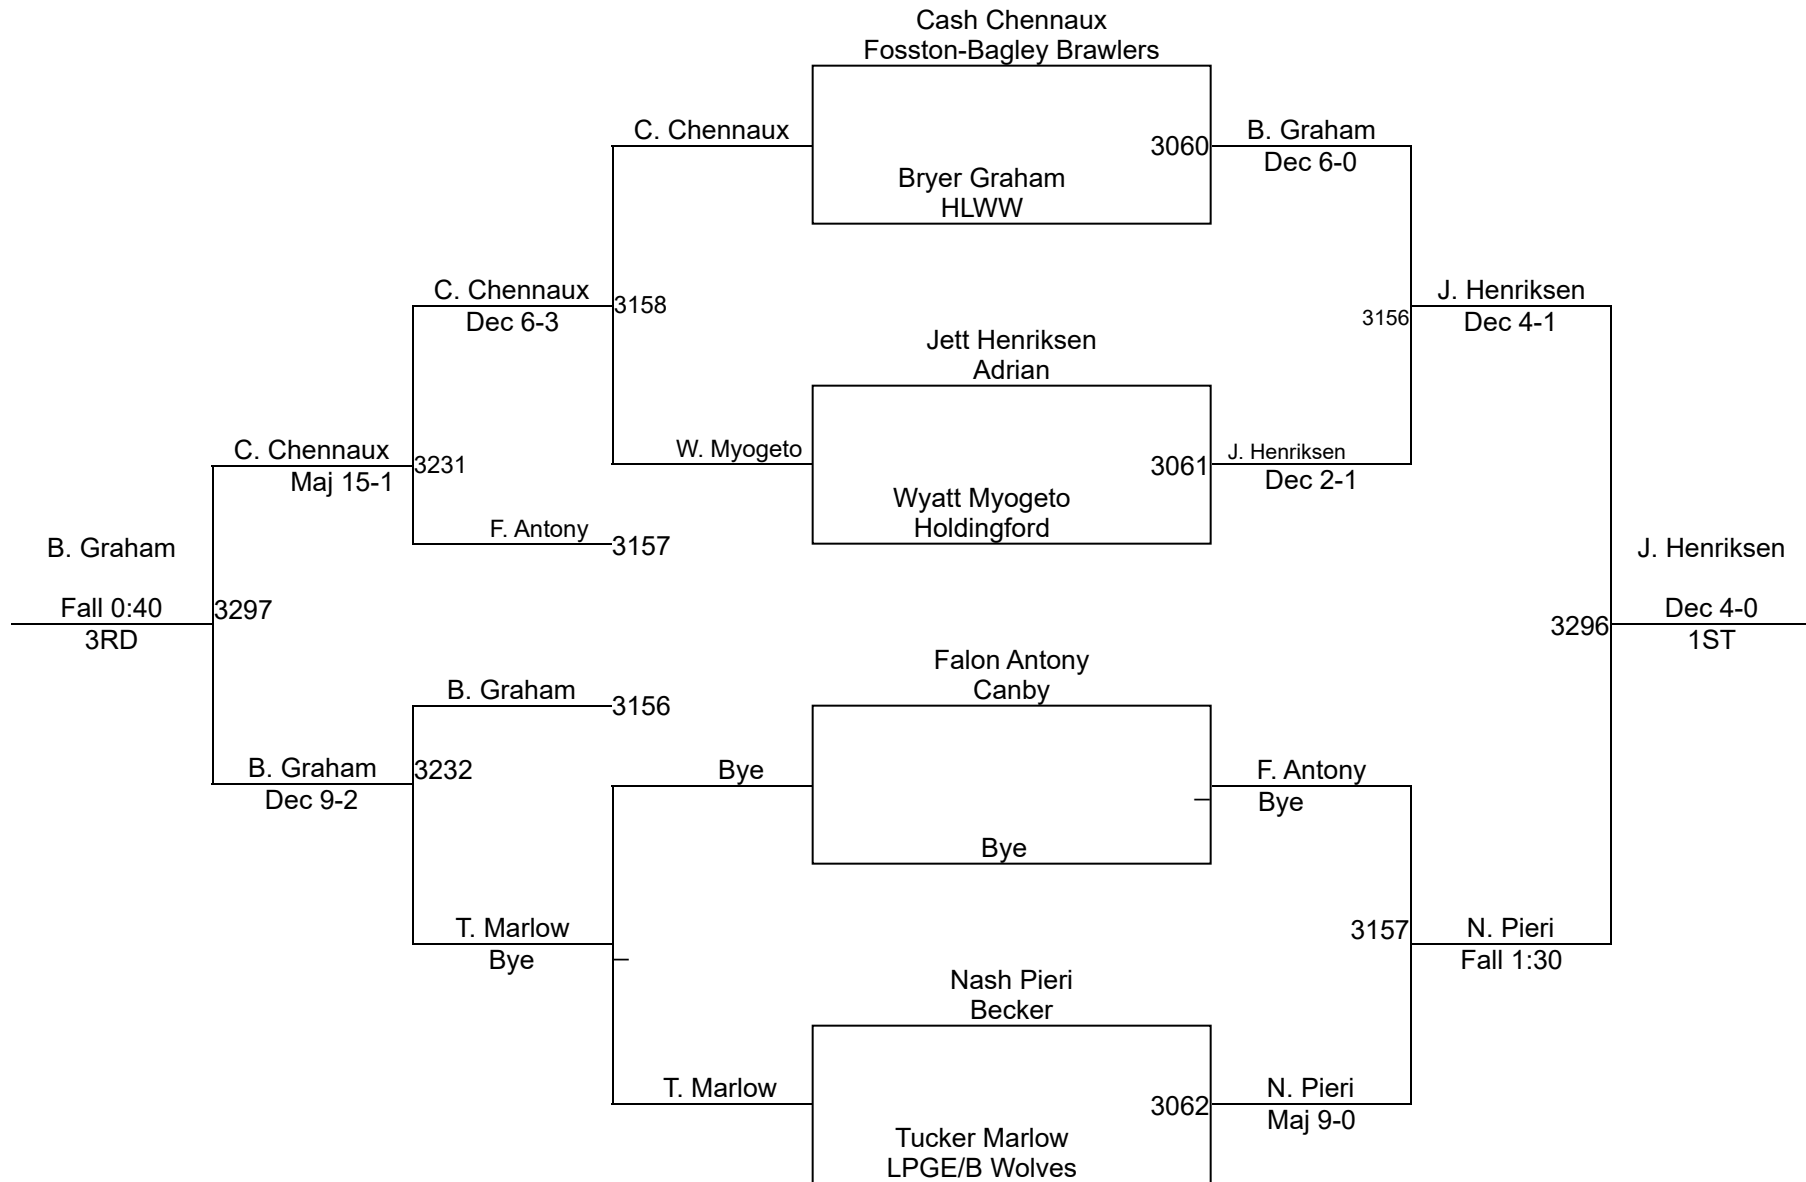 Cash Chennaux
Fosston-Bagley Brawlers
C. Chennaux
3060
B. Graham
Dec 6-0
Bryer Graham
HLWW
C. Chennaux
Dec 6-3
3158
3156
J. Henriksen
Dec 4-1
Jett Henriksen
Adrian
C. Chennaux
Maj 15-1
3231
W. Myogeto
3061
J. Henriksen
Dec 2-1
Wyatt Myogeto
Holdingford
F. Antony
3157
B. Graham
Fall 0:40
3RD
3297
J. Henriksen
3296
Dec 4-0
1ST
Falon Antony
Canby
B. Graham
3156
B. Graham
Dec 9-2
3232
Bye
F. Antony
Bye
Bye
T. Marlow
Bye
3157
N. Pieri
Fall 1:30
Nash Pieri
Becker
T. Marlow
3062
N. Pieri
Maj 9-0
Tucker Marlow
LPGE/B Wolves